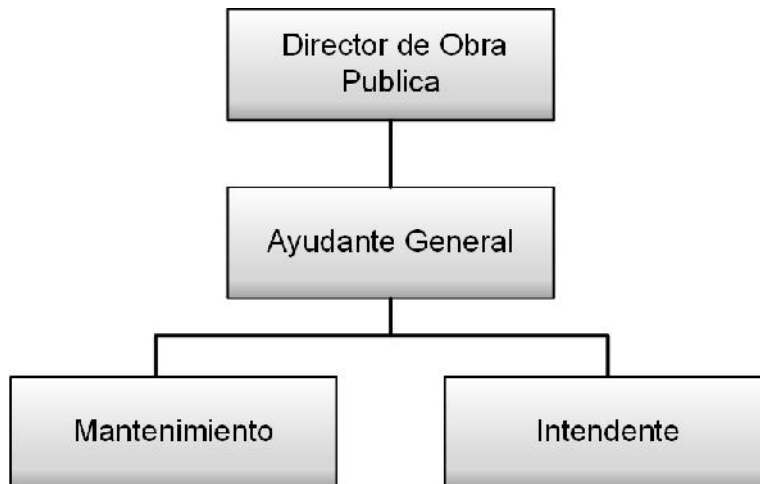 Director de Obra
Publica
Ayudante General
Mantenimiento
Intendente